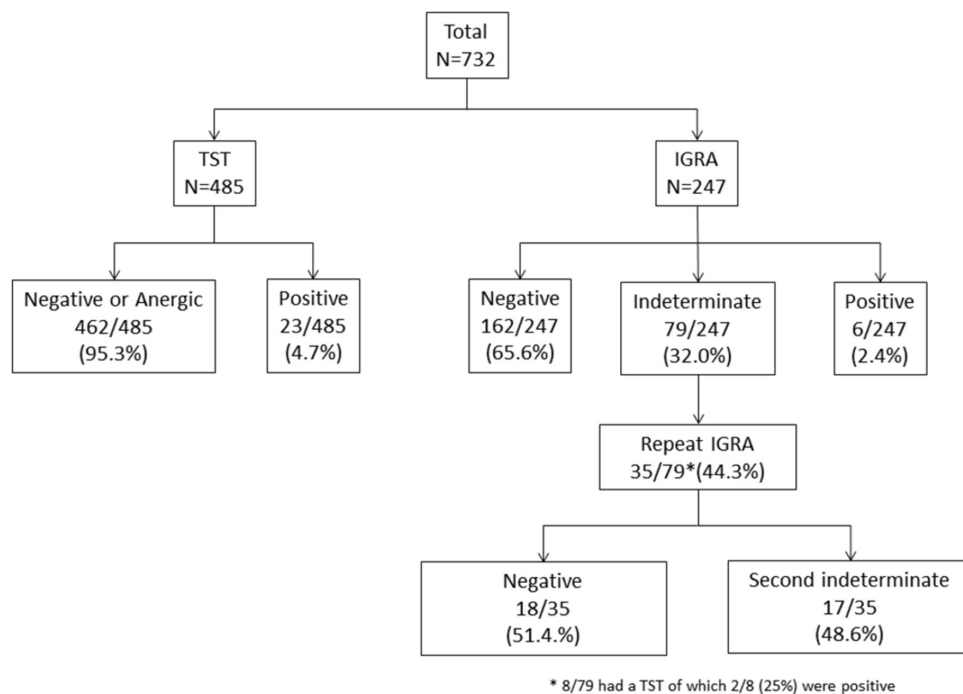 Total
N=732
TST
N=485
IGRA
N=247
Negative or Anergic
462/485
(95.3%)
Positive
23/485
(4.7%)
Negative
162/247
(65.6%)
Indeterminate
79/247
(32.0%)
Positive
6/247
(2.4%)
Repeat IGRA
35/79*(44.3%)
Negative
18/35
(51.4.%)
Second indeterminate
17/35
(48.6%)
* 8/79 had a TST of which 2/8 (25%) were positive